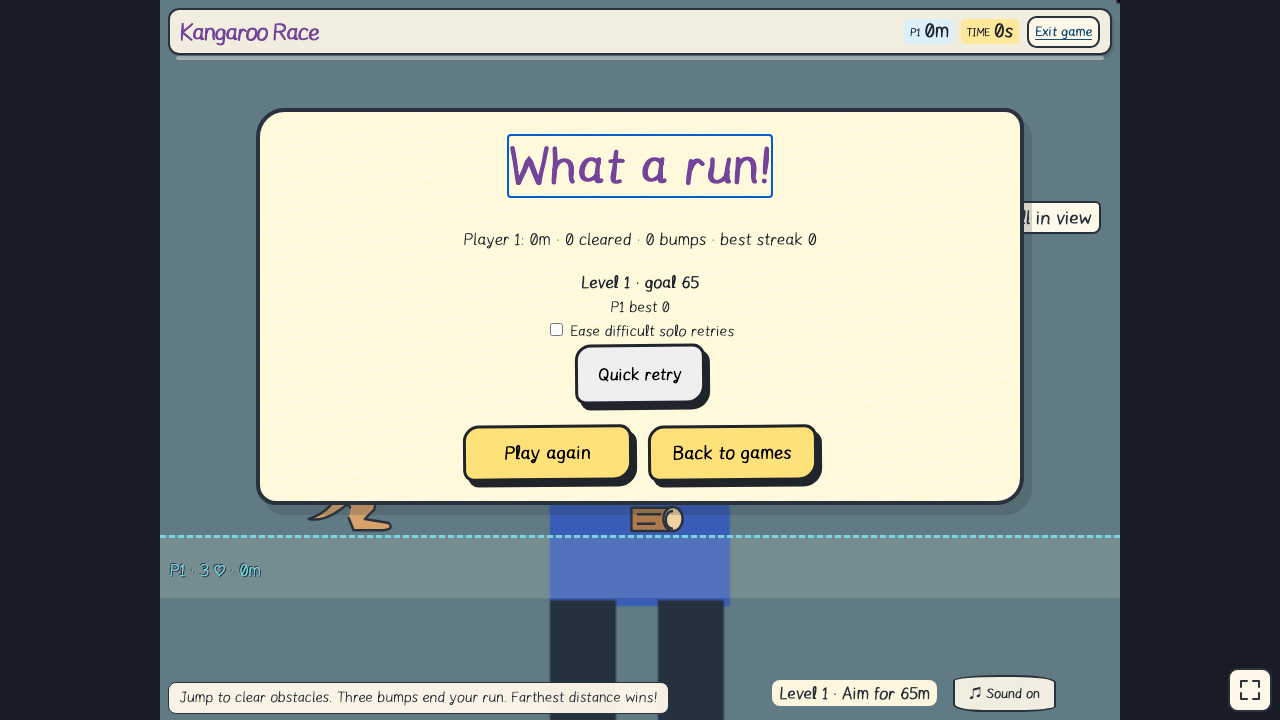 Kangaroo Race
P1 0m TIME 0s Exit game
What a run!
in view
Player 1: 0m · 0 cleared · 0 bumps · best streak 0
Level 1 · goal 65
P1 best 0
Ease difficult solo retries
Quick retry
Play again Back to games
P1 · 3 ♡ · 0m
Jump to clear obstacles. Three bumps end your run. Farthest distance wins!
Level 1 · Aim for 65m
♫ Sound on